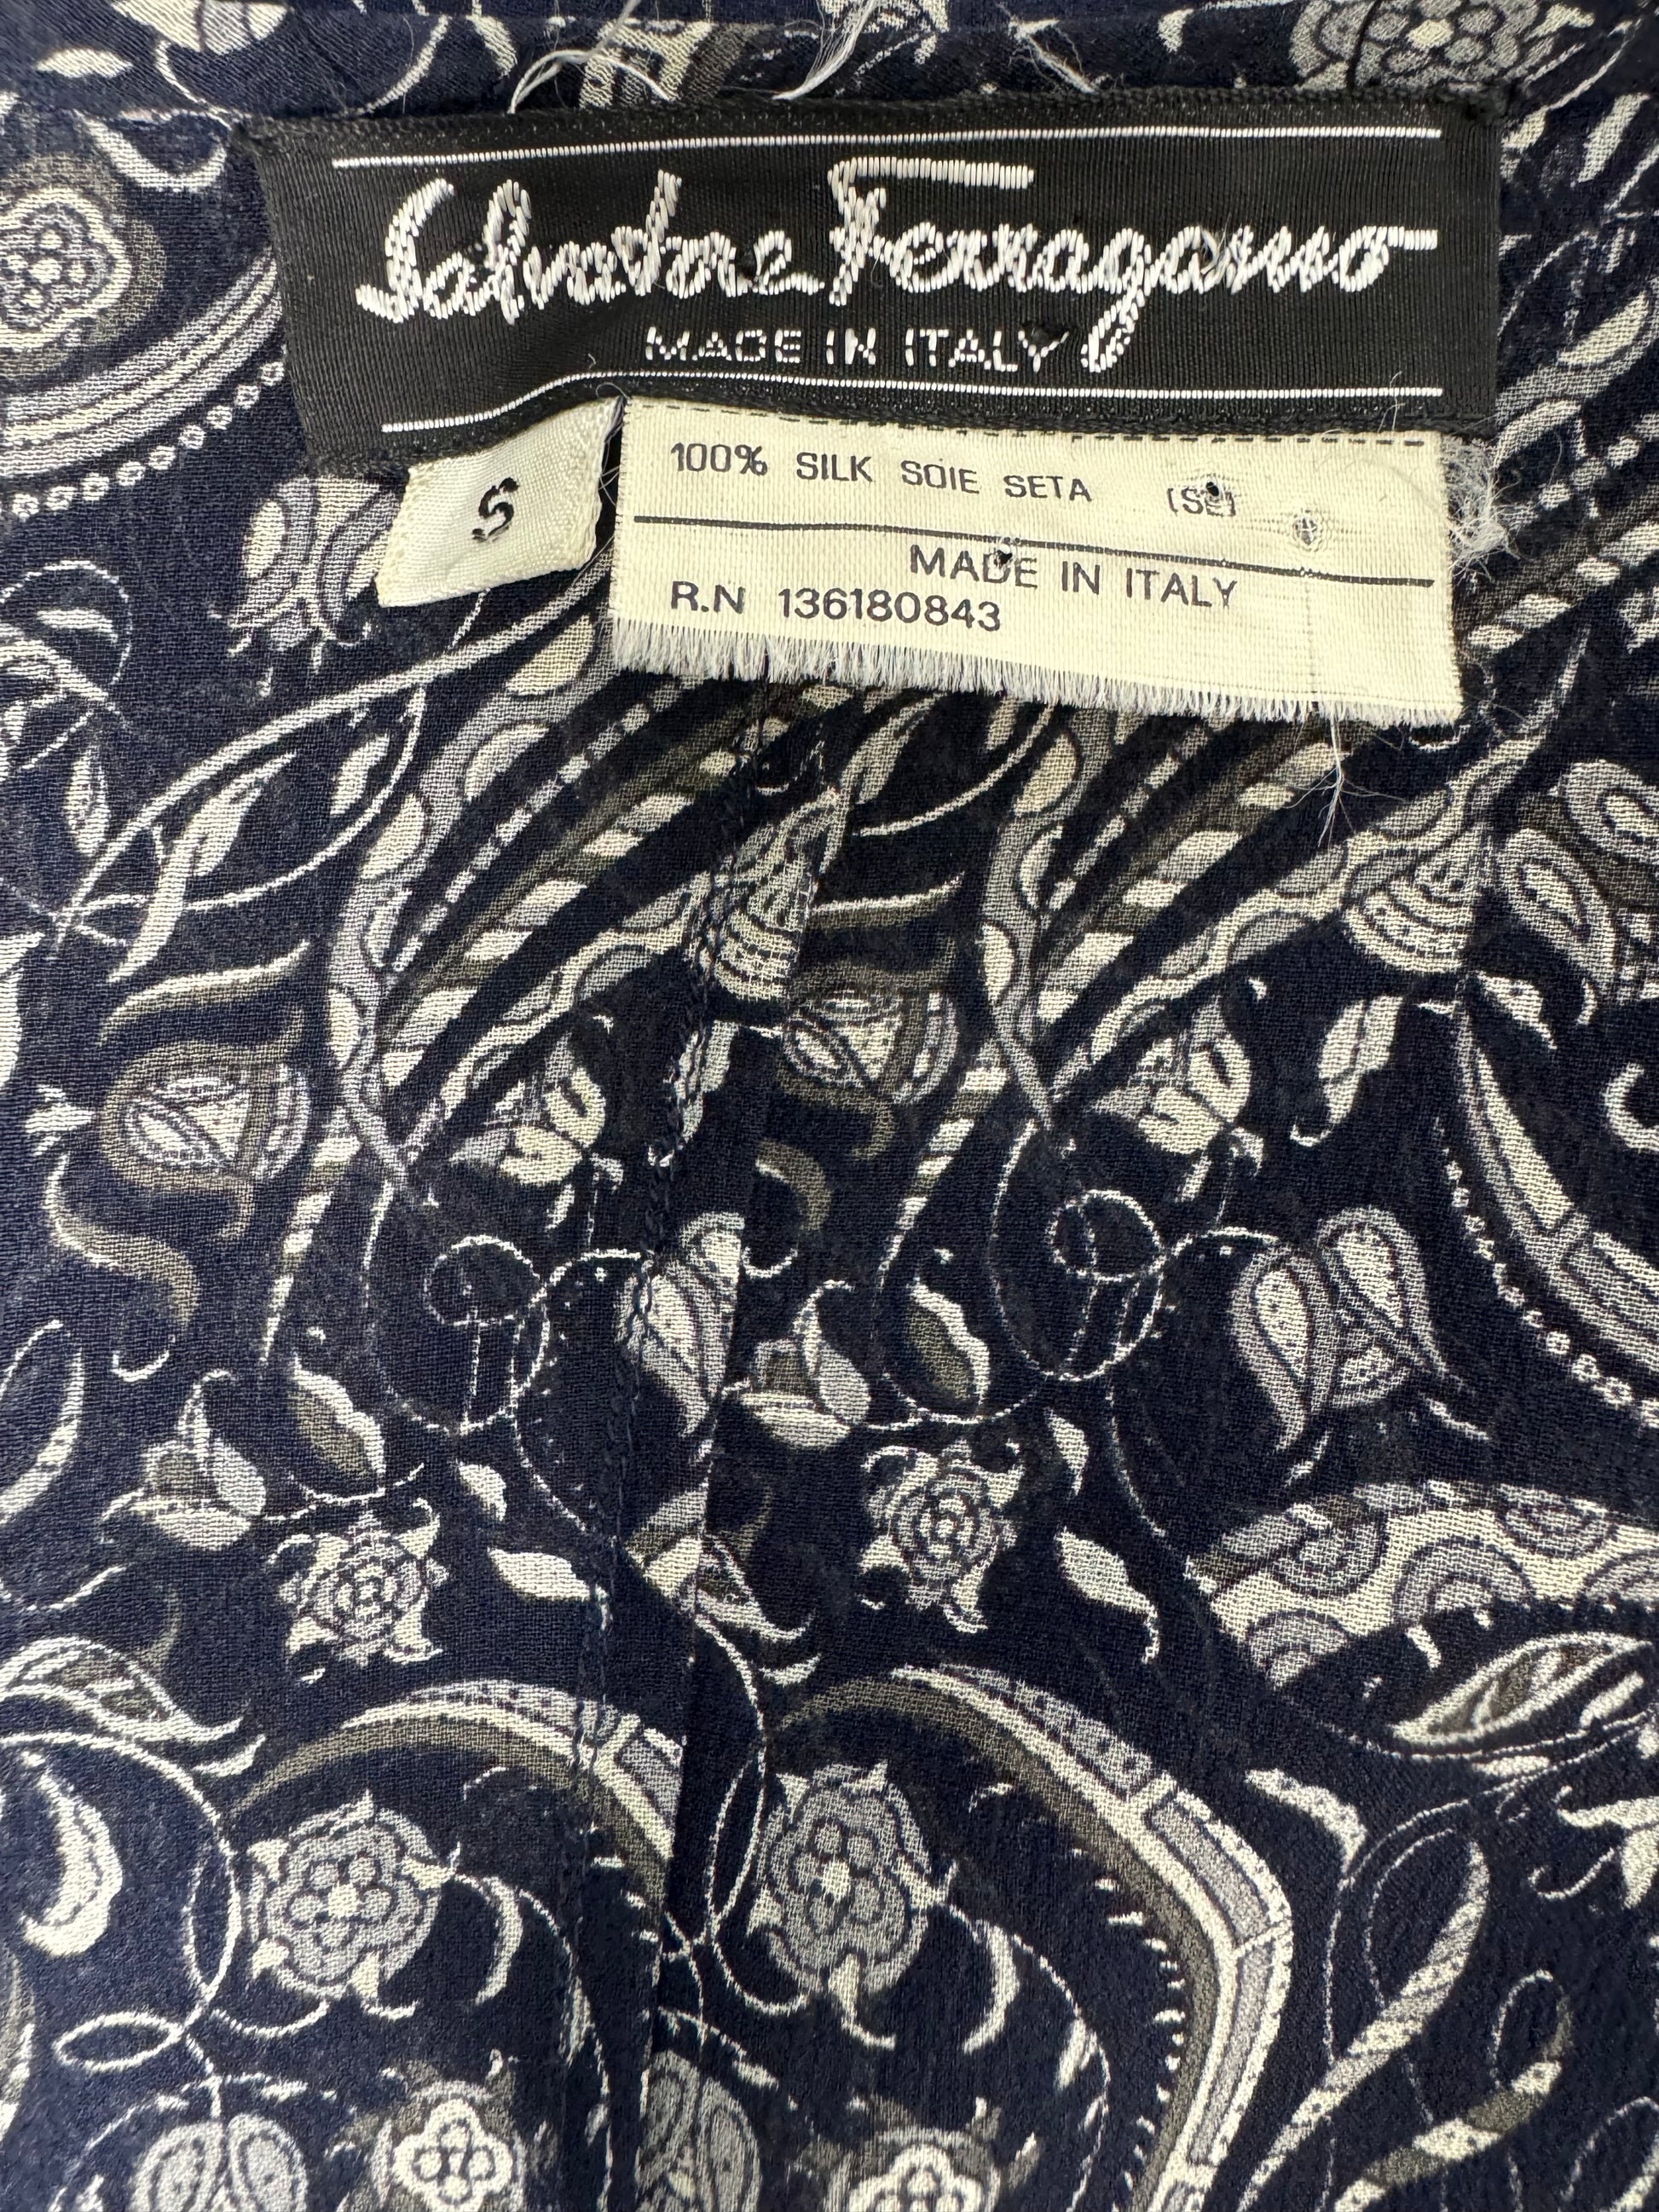 Salvatore Ferragamo
MADE IN ITALY
S
100% SILK SOIE SETA (SE)
MADE IN ITALY
R.N 136180843